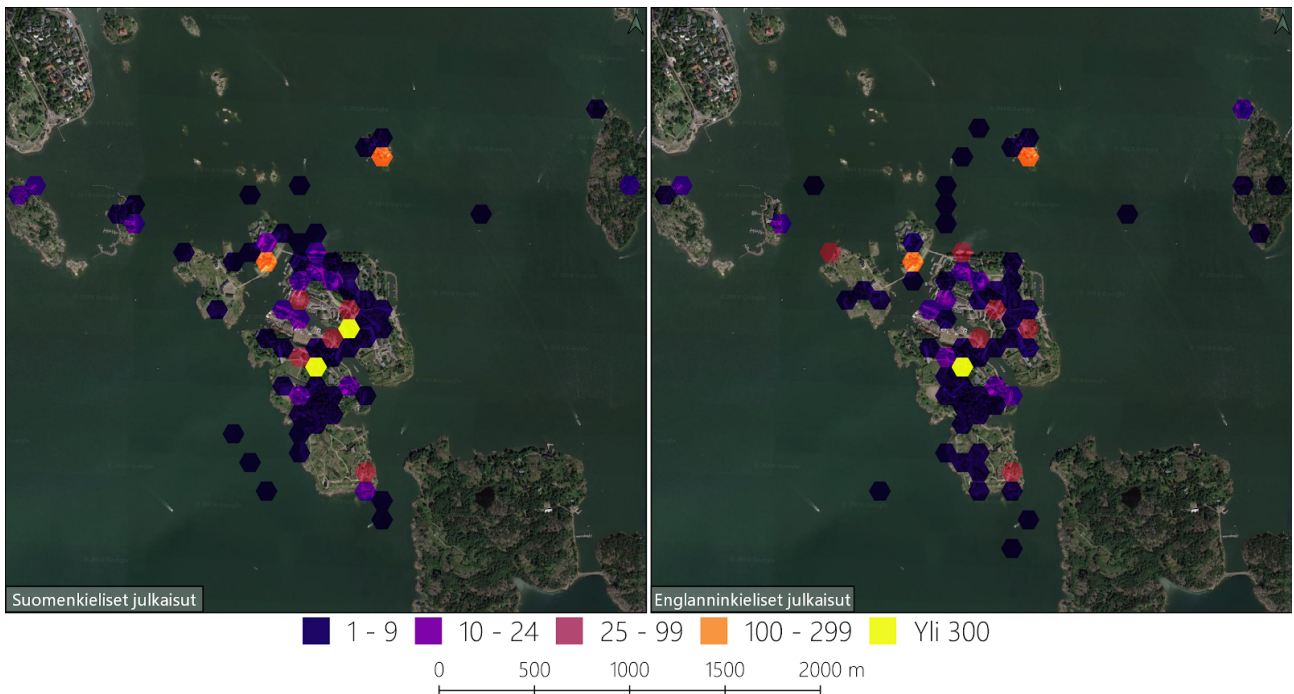 Suomenkieliset julkaisut
Englanninkieliset julkaisut
1 - 9
10 - 24
25 - 99
100 - 299
Yli 300
0
500
1000
1500
2000 m